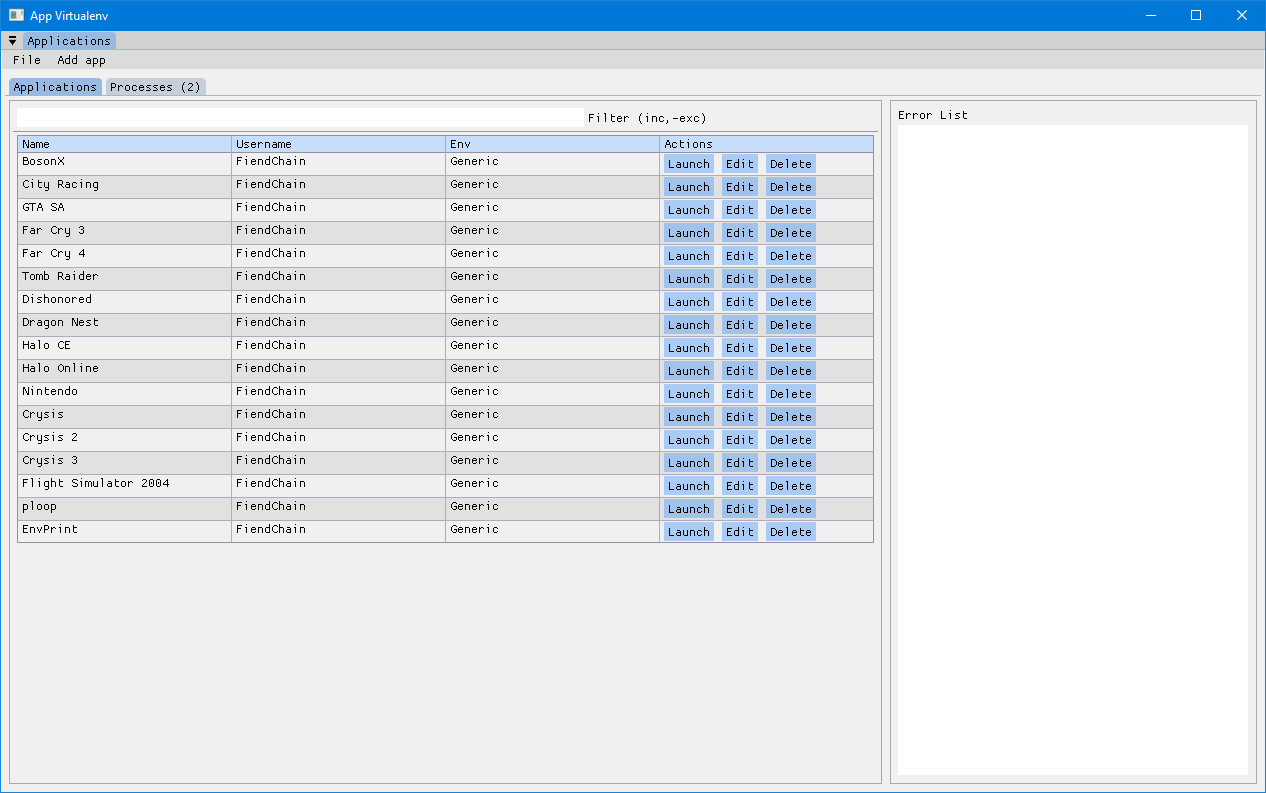 App Virtualenv
Applications
File Add app
Applications Processes (2)
Filter (inc,-exc)
Error List
Name Username Env Actions
BosonX FiendChain Generic Launch Edit Delete
City Racing FiendChain Generic Launch Edit Delete
GTA SA FiendChain Generic Launch Edit Delete
Far Cry 3 FiendChain Generic Launch Edit Delete
Far Cry 4 FiendChain Generic Launch Edit Delete
Tomb Raider FiendChain Generic Launch Edit Delete
Dishonored FiendChain Generic Launch Edit Delete
Dragon Nest FiendChain Generic Launch Edit Delete
Halo CE FiendChain Generic Launch Edit Delete
Halo Online FiendChain Generic Launch Edit Delete
Nintendo FiendChain Generic Launch Edit Delete
Crysis FiendChain Generic Launch Edit Delete
Crysis 2 FiendChain Generic Launch Edit Delete
Crysis 3 FiendChain Generic Launch Edit Delete
Flight Simulator 2004 FiendChain Generic Launch Edit Delete
ploop FiendChain Generic Launch Edit Delete
EnvPrint FiendChain Generic Launch Edit Delete